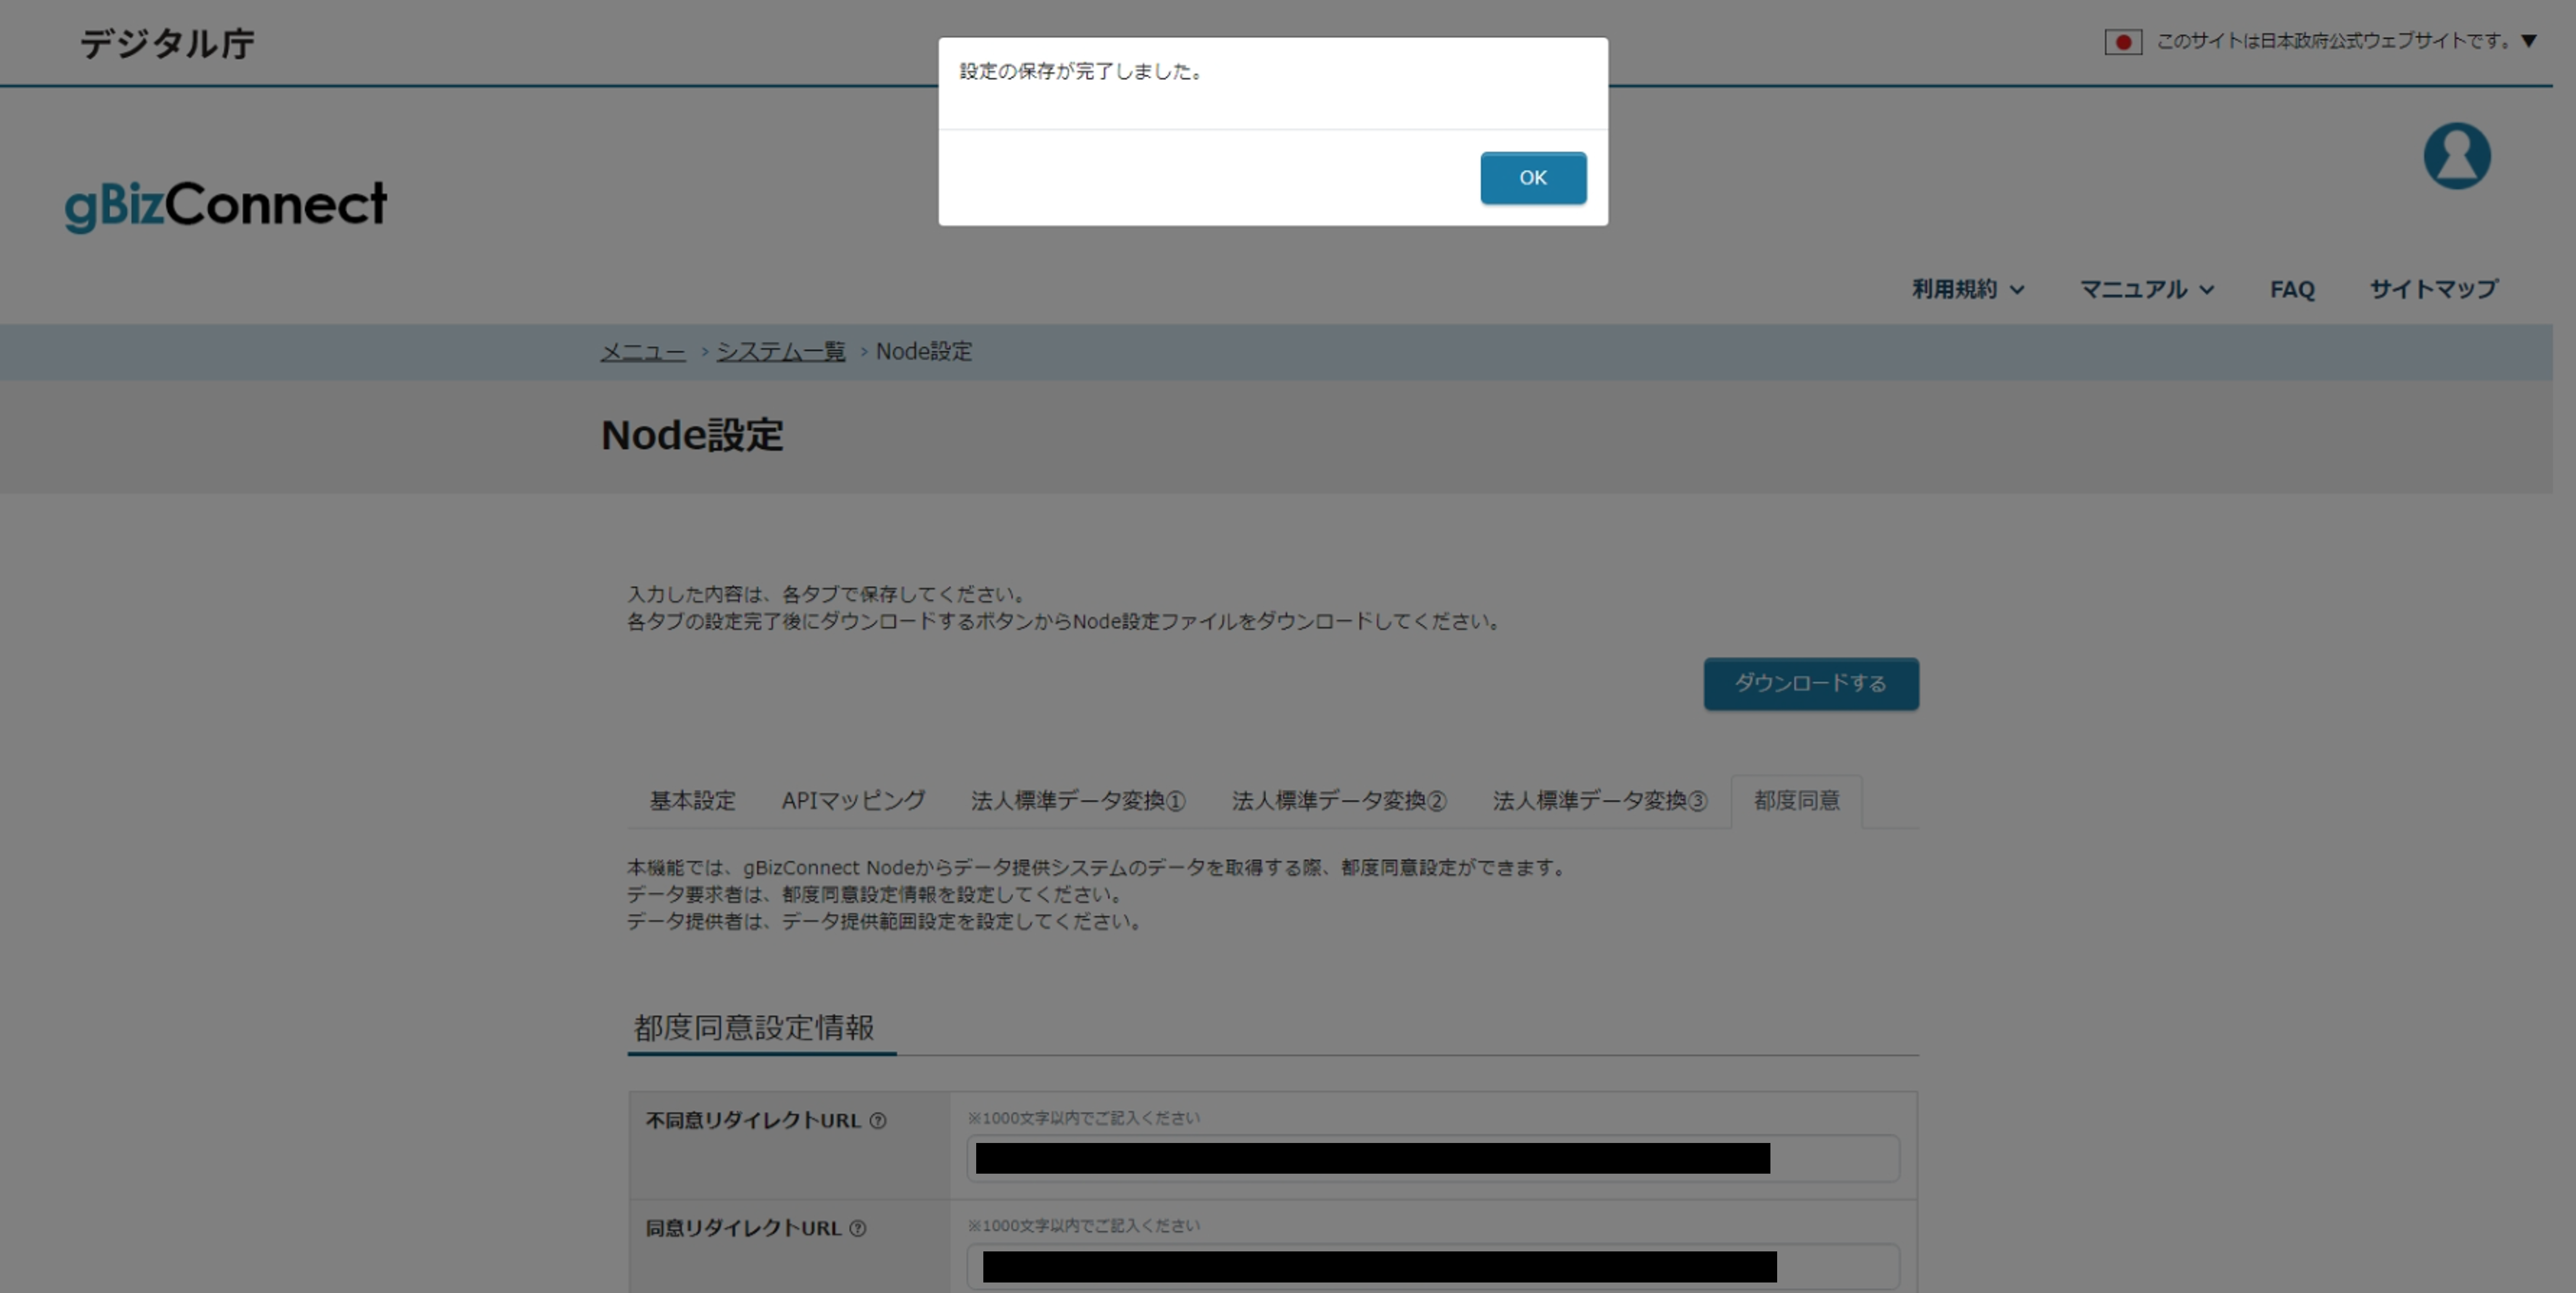 デジタル庁
このサイトは日本政府公式ウェブサイトです。▼
設定の保存が完了しました。
OK
gBizConnect
利用規約
マニュアル
FAQ
サイトマップ
メニュー > システム一覧 > Node設定
Node設定
入力した内容は、各タブで保存してください。
各タブの設定完了後にダウンロードするボタンからNode設定ファイルをダウンロードしてください。
ダウンロードする
基本設定
APIマッピング
法人標準データ変換①
法人標準データ変換②
法人標準データ変換③
都度同意
本機能では、gBizConnect Nodeからデータ提供システムのデータを取得する際、都度同意設定ができます。
データ要求者は、都度同意設定情報を設定してください。
データ提供者は、データ提供範囲設定を設定してください。
都度同意設定情報
不同意リダイレクトURL ?
※1000文字以内でご記入ください
同意リダイレクトURL ?
※1000文字以内でご記入ください